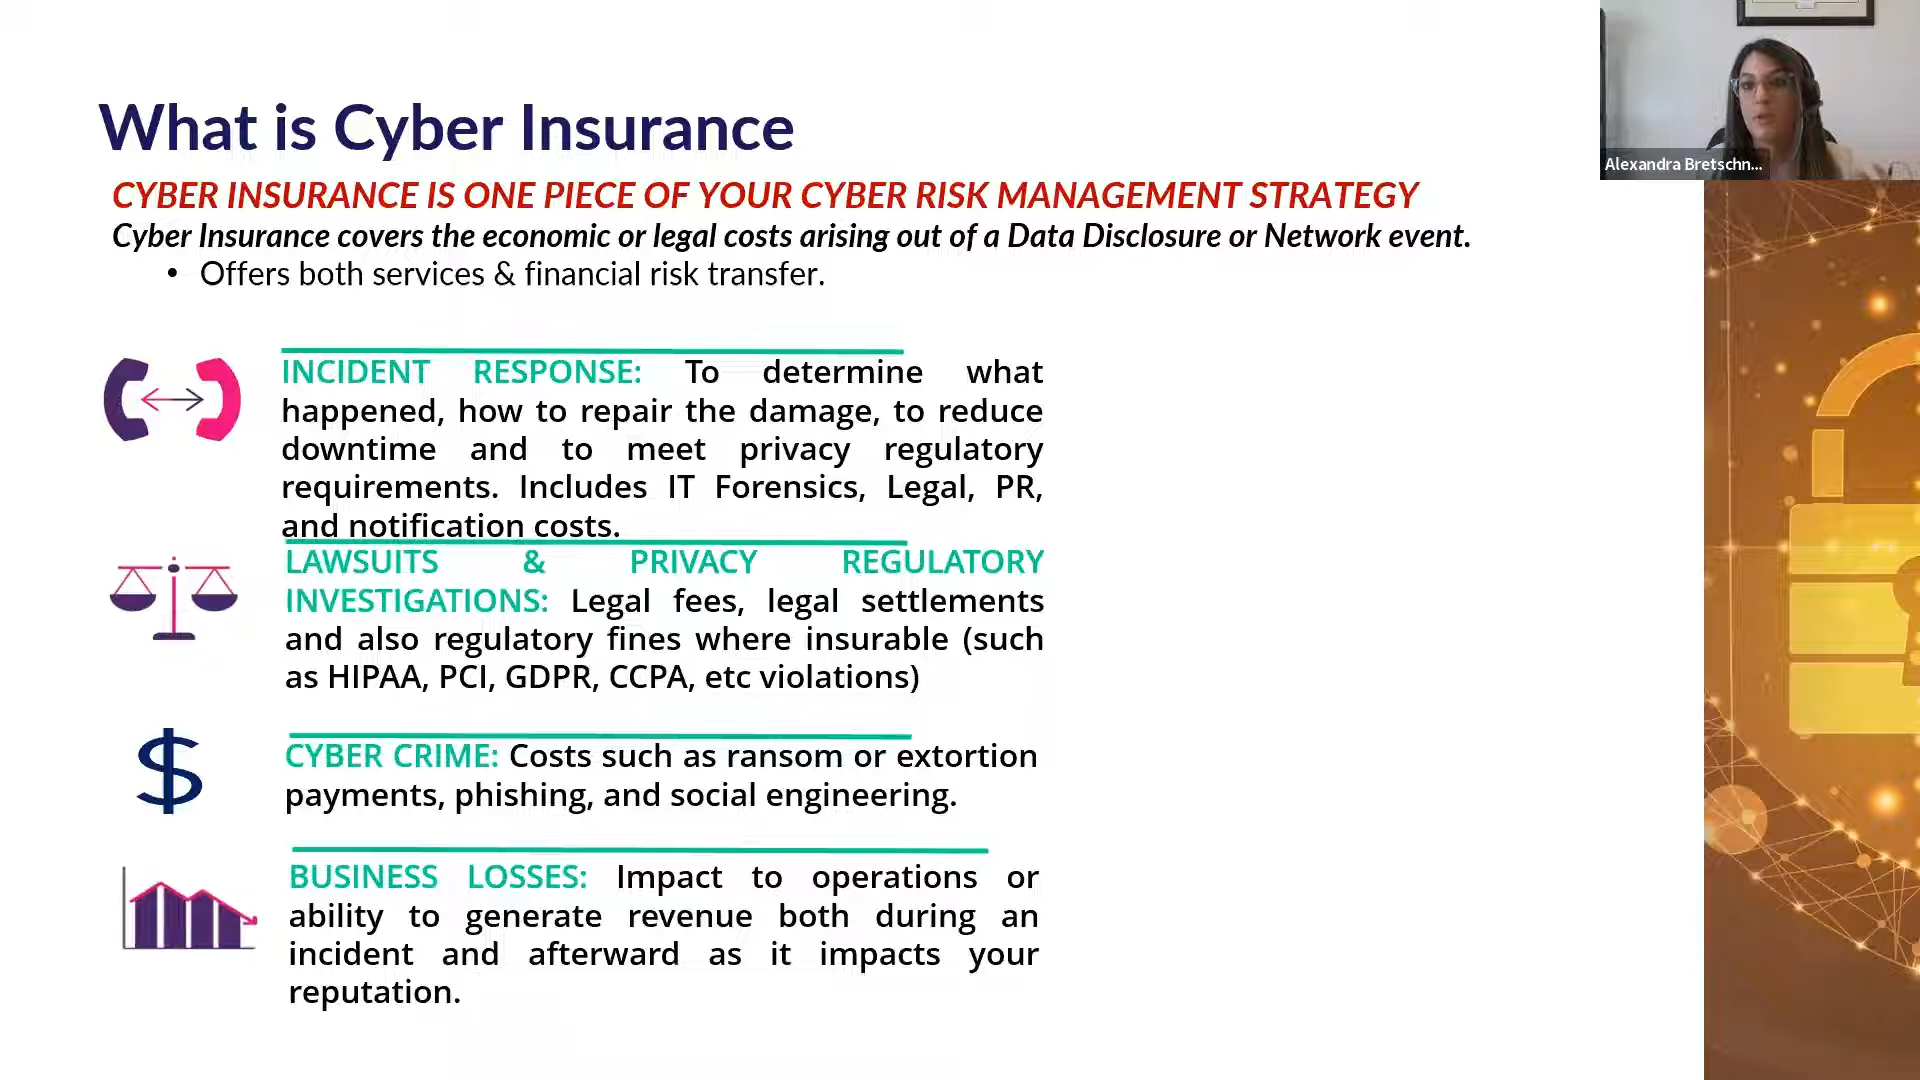 What is Cyber Insurance
CYBER INSURANCE IS ONE PIECE OF YOUR CYBER RISK MANAGEMENT STRATEGY
Cyber Insurance covers the economic or legal costs arising out of a Data Disclosure or Network event.
• Offers both services & financial risk transfer.
INCIDENT RESPONSE: To determine what
happened, how to repair the damage, to reduce
downtime and to meet privacy regulatory
requirements. Includes IT Forensics, Legal, PR,
and notification costs.
LAWSUITS & PRIVACY REGULATORY
INVESTIGATIONS: Legal fees, legal settlements
and also regulatory fines where insurable (such
as HIPAA, PCI, GDPR, CCPA, etc violations)
$
CYBER CRIME: Costs such as ransom or extortion
payments, phishing, and social engineering.
BUSINESS LOSSES: Impact to operations or
ability to generate revenue both during an
incident and afterward as it impacts your
reputation.
Alexandra Bretschn...